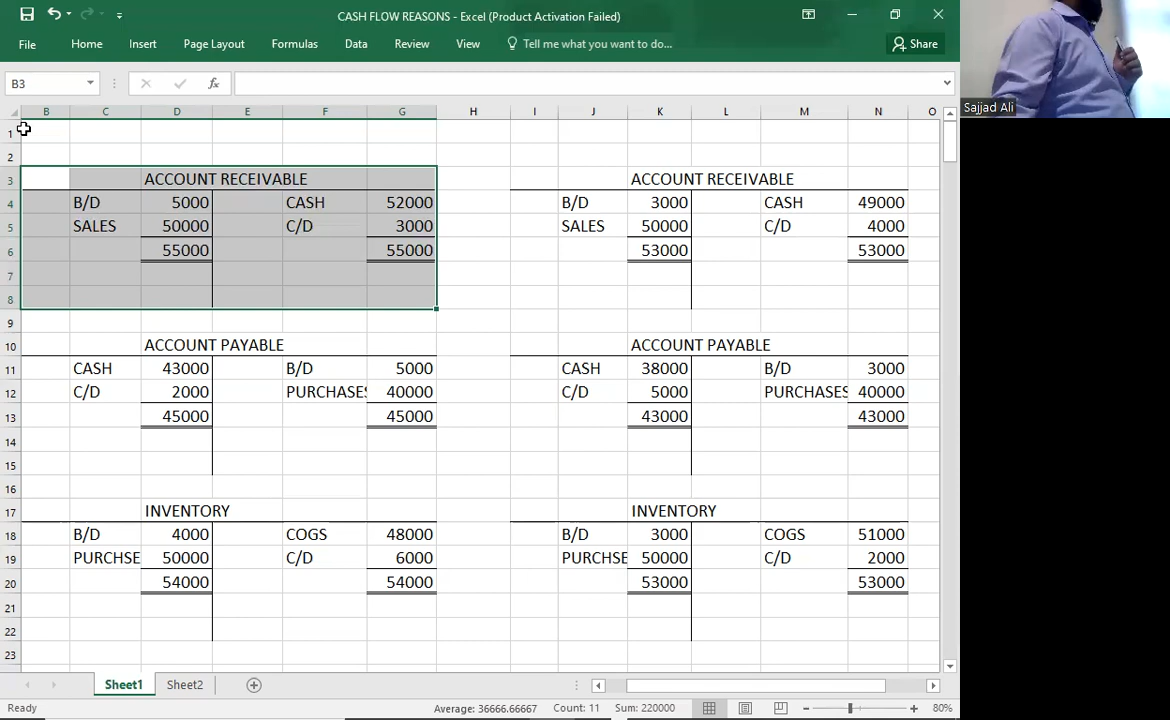 CASH FLOW REASONS - Excel (Product Activation Failed)
File Home Insert Page Layout Formulas Data Review View Tell me what you want to do... Share
B3 fx
B C D E F G H I J K L M N O
Sajjad Ali
1
2
3 ACCOUNT RECEIVABLE ACCOUNT RECEIVABLE
4 B/D 5000 CASH 52000 B/D 3000 CASH 49000
5 SALES 50000 C/D 3000 SALES 50000 C/D 4000
6 55000 55000 53000 53000
7
8
9
10 ACCOUNT PAYABLE ACCOUNT PAYABLE
11 CASH 43000 B/D 5000 CASH 38000 B/D 3000
12 C/D 2000 PURCHASES 40000 C/D 5000 PURCHASES 40000
13 45000 45000 43000 43000
14
15
16
17 INVENTORY INVENTORY
18 B/D 4000 COGS 48000 B/D 3000 COGS 51000
19 PURCHSE 50000 C/D 6000 PURCHSE 50000 C/D 2000
20 54000 54000 53000 53000
21
22
23
Sheet1 Sheet2
Ready Average: 36666.66667 Count: 11 Sum: 220000 80%